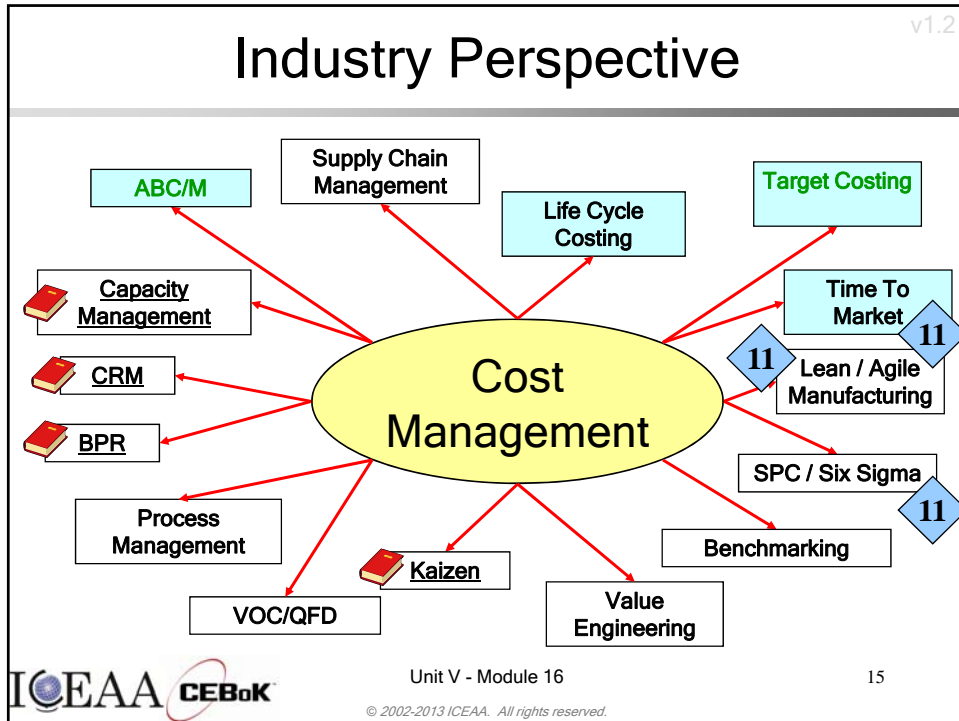 v1.2
Industry Perspective
Supply Chain
Management
ABC/M
Target Costing
Life Cycle
Costing
Capacity
Management
Time To
Market
11
11
Lean / Agile
Manufacturing
CRM
Cost
Management
BPR
SPC / Six Sigma
11
Process
Management
Benchmarking
Kaizen
VOC/QFD
Value
Engineering
ICEAA CEBoK™
Unit V - Module 16
15
© 2002-2013 ICEAA. All rights reserved.